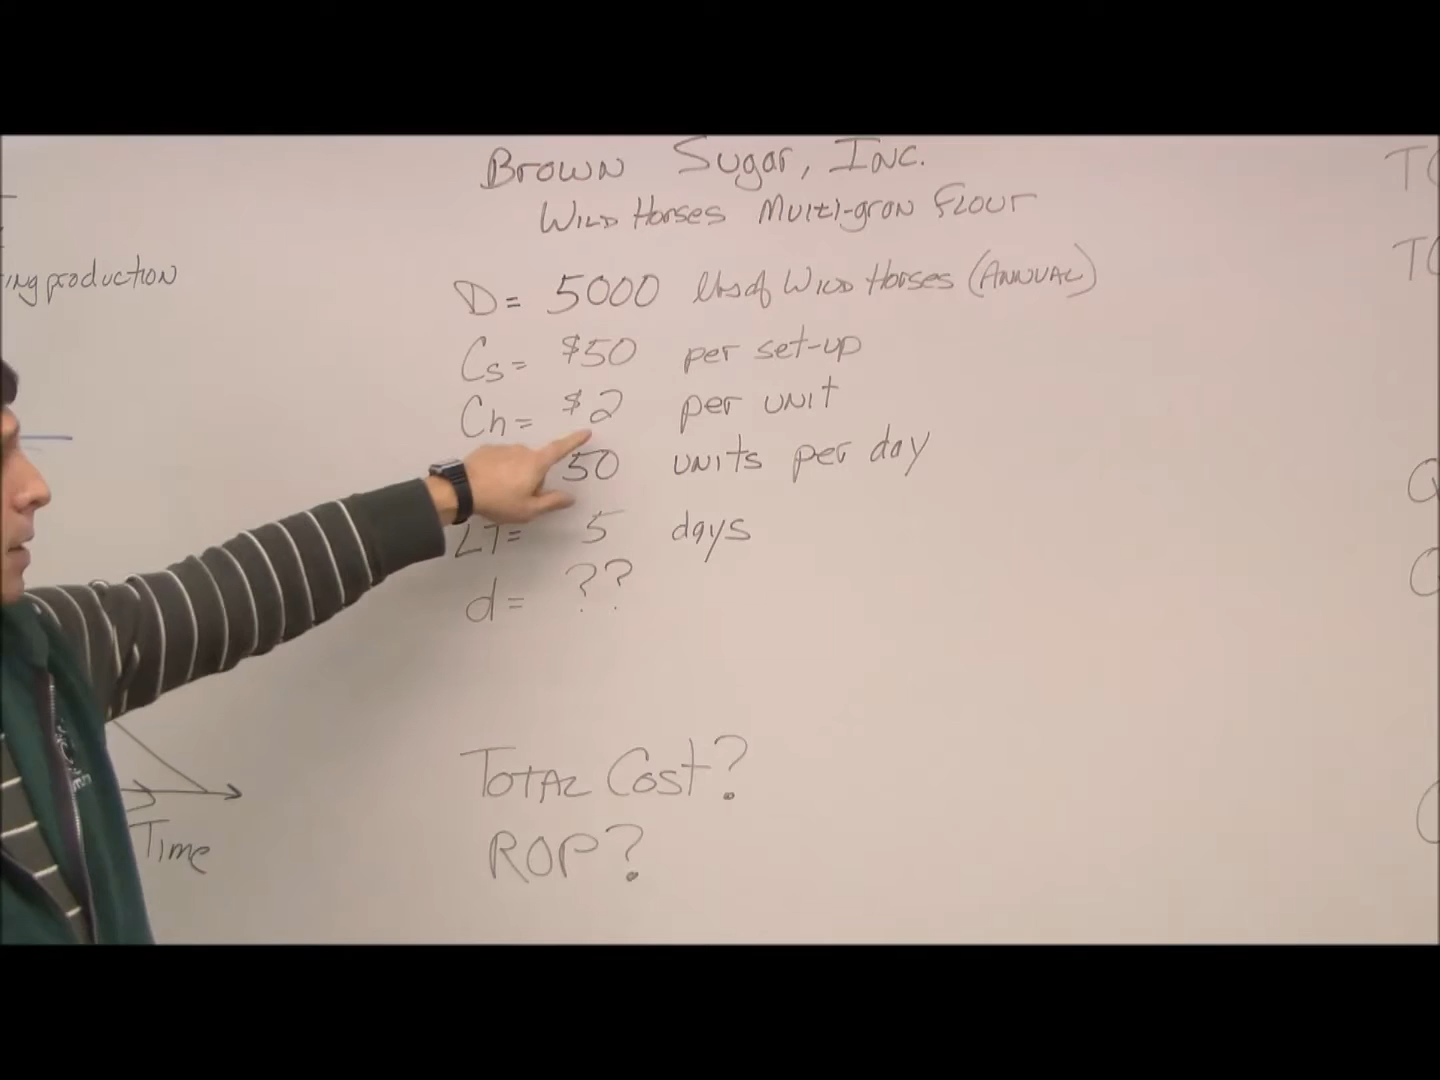 Brown Sugar, Inc.
Wild Horses Multi-gran Flour
ing production
D = 5000 lbs of Wild Horses (Annual)
Cs = $50 per set-up
Ch = $2 per unit
50 units per day
LT = 5 days
d = ??
Total Cost?
ROP?
Time